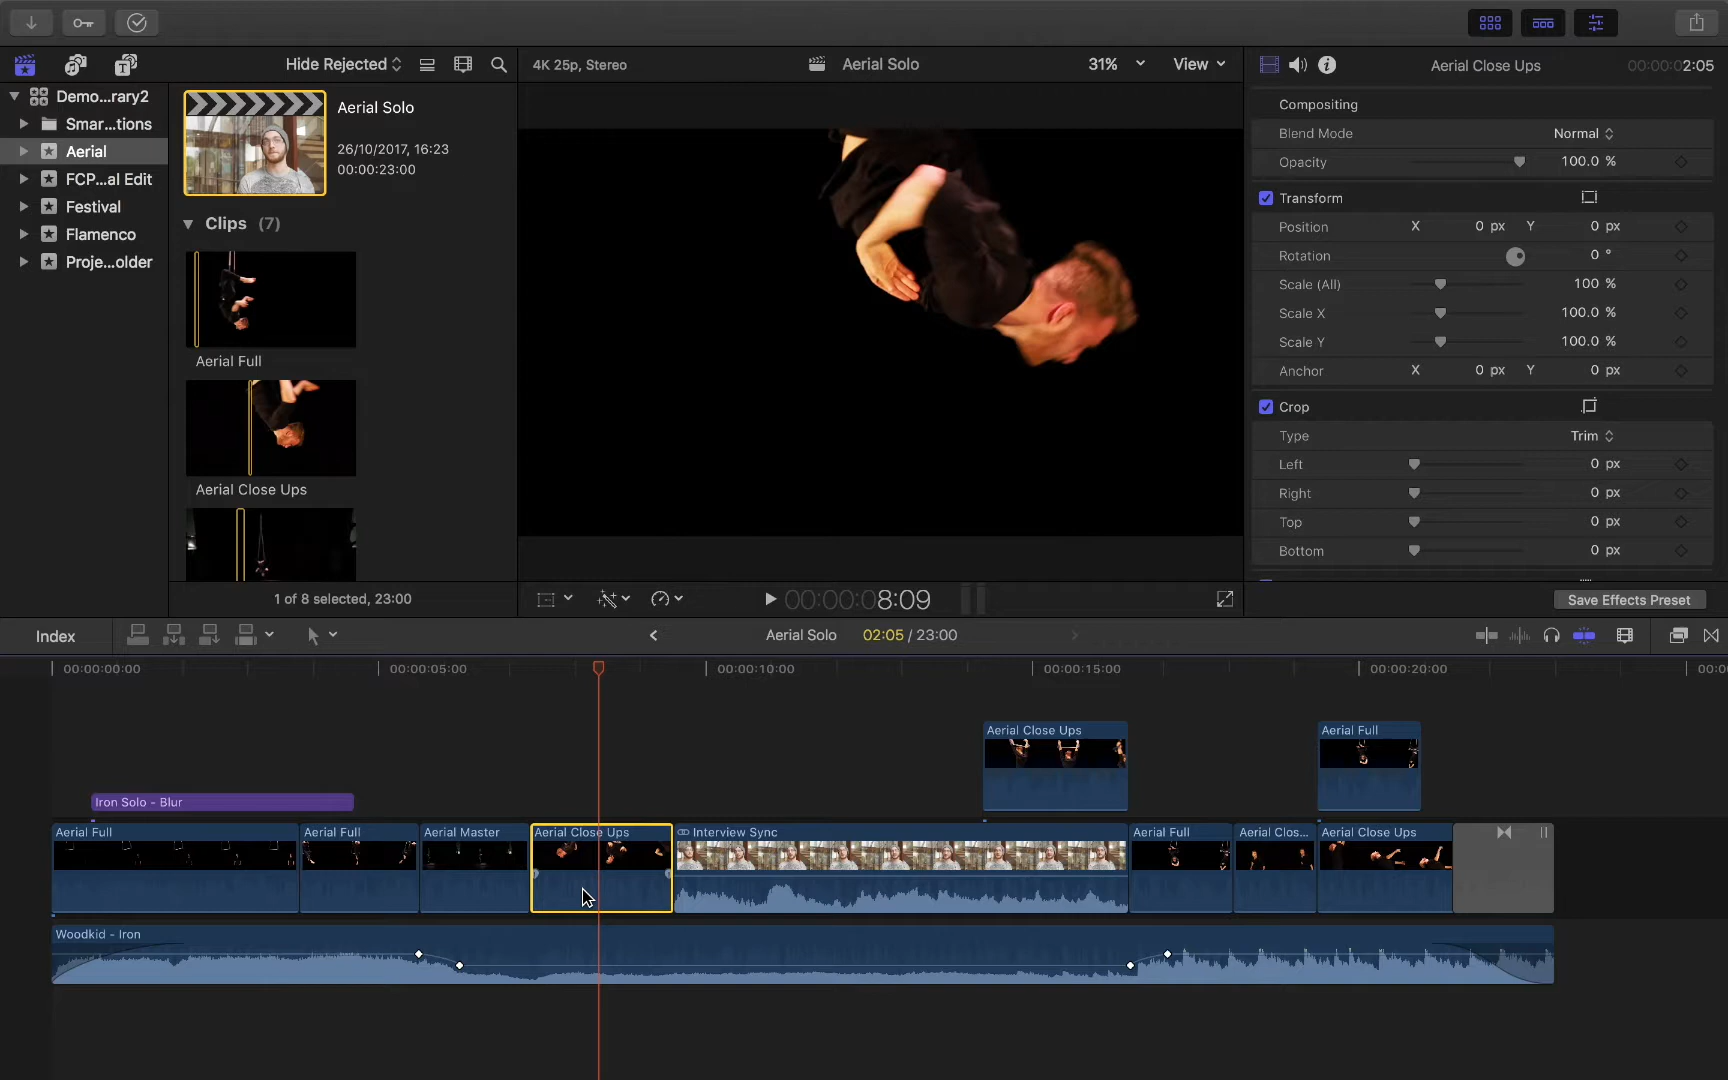 Hide Rejected
4K 25p, Stereo
Aerial Solo
31%
View
Aerial Close Ups
00:00:02:05
Demo...rary2
Smar...tions
Aerial
FCP...al Edit
Festival
Flamenco
Proje...older
Aerial Solo
26/10/2017, 16:23
00:00:23:00
Clips (7)
Aerial Full
Aerial Close Ups
1 of 8 selected, 23:00
Compositing
Blend Mode Normal
Opacity 100.0 %
Transform
Position X 0 px Y 0 px
Rotation 0 °
Scale (All) 100 %
Scale X 100.0 %
Scale Y 100.0 %
Anchor X 0 px Y 0 px
Crop
Type Trim
Left 0 px
Right 0 px
Top 0 px
Bottom 0 px
00:00:08:09
Save Effects Preset
Index
Aerial Solo 02:05 / 23:00
00:00:00:00 00:00:05:00 00:00:10:00 00:00:15:00 00:00:20:00 00:0
Aerial Close Ups
Aerial Full
Iron Solo - Blur
Aerial Full
Aerial Full
Aerial Master
Aerial Close Ups
Interview Sync
Aerial Full
Aerial Clos...
Aerial Close Ups
Woodkid - Iron